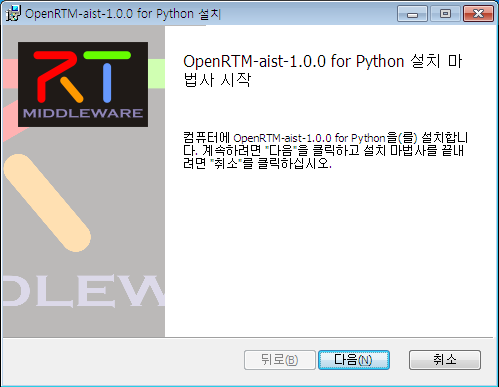 OpenRTM-aist-1.0.0 for Python 설치
RT
MIDDLEWARE
OpenRTM-aist-1.0.0 for Python 설치 마
법사 시작
컴퓨터에 OpenRTM-aist-1.0.0 for Python을(를) 설치합니
다. 계속하려면 "다음"을 클릭하고 설치 마법사를 끝내
려면 "취소"를 클릭하십시오.
DLEW
뒤로(B)
다음(N)
취소